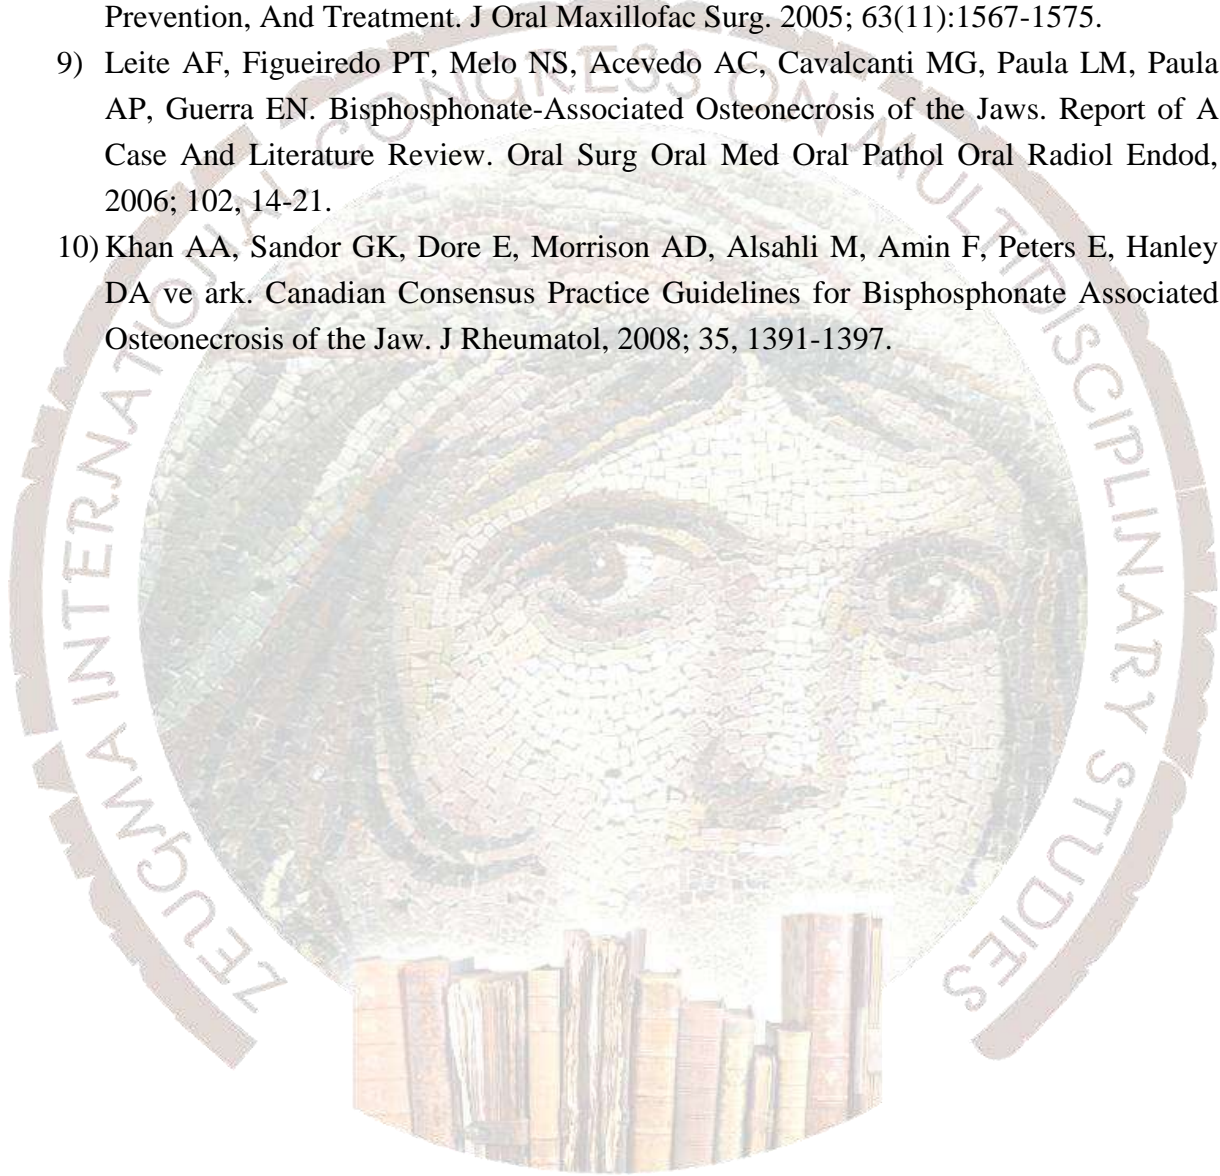 Prevention, And Treatment. J Oral Maxillofac Surg. 2005; 63(11):1567-1575.
9) Leite AF, Figueiredo PT, Melo NS, Acevedo AC, Cavalcanti MG, Paula LM, Paula
AP, Guerra EN. Bisphosphonate-Associated Osteonecrosis of the Jaws. Report of A
Case And Literature Review. Oral Surg Oral Med Oral Pathol Oral Radiol Endod,
2006; 102, 14-21.
10) Khan AA, Sandor GK, Dore E, Morrison AD, Alsahli M, Amin F, Peters E, Hanley
DA ve ark. Canadian Consensus Practice Guidelines for Bisphosphonate Associated
Osteonecrosis of the Jaw. J Rheumatol, 2008; 35, 1391-1397.
ZEUGMA INTERNATIONAL CONGRESS ON MULTIDISCIPLINARY STUDIES